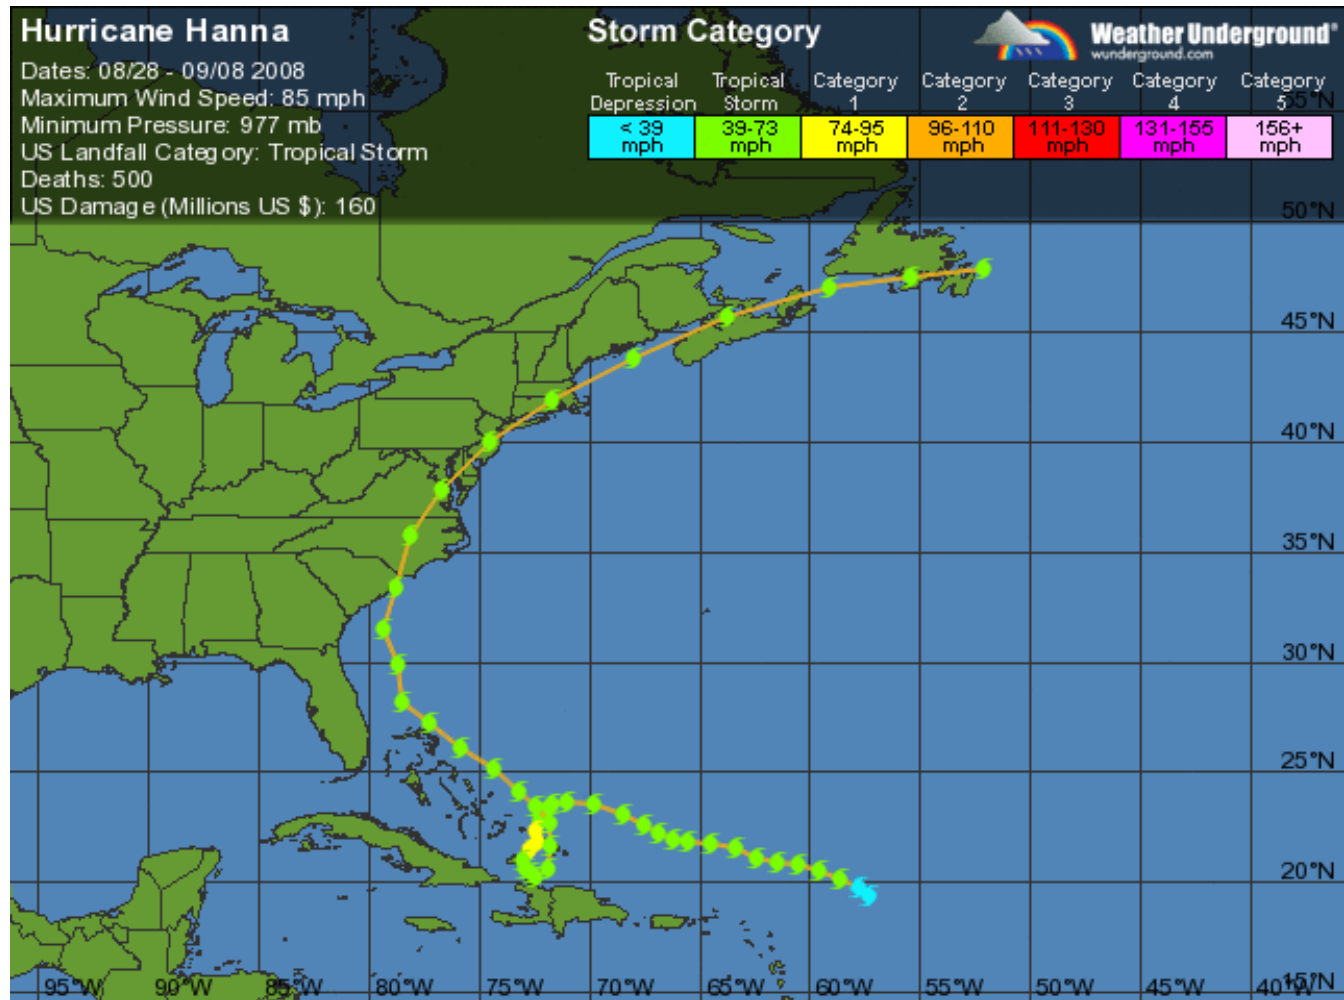 Hurricane Hanna
Dates: 08/28 - 09/08 2008
Maximum Wind Speed: 85 mph
Minimum Pressure: 977 mb
US Landfall Category: Tropical Storm
Deaths: 500
US Damage (Millions US $): 160
Storm Category
Weather Underground®
wunderground.com
Tropical Depression
Tropical Storm
Category 1
Category 2
Category 3
Category 4
Category 5
< 39 mph
39-73 mph
74-95 mph
96-110 mph
111-130 mph
131-155 mph
156+ mph
55°N
50°N
45°N
40°N
35°N
30°N
25°N
20°N
15°N
95°W
90°W
85°W
80°W
75°W
70°W
65°W
60°W
55°W
50°W
45°W
40°W